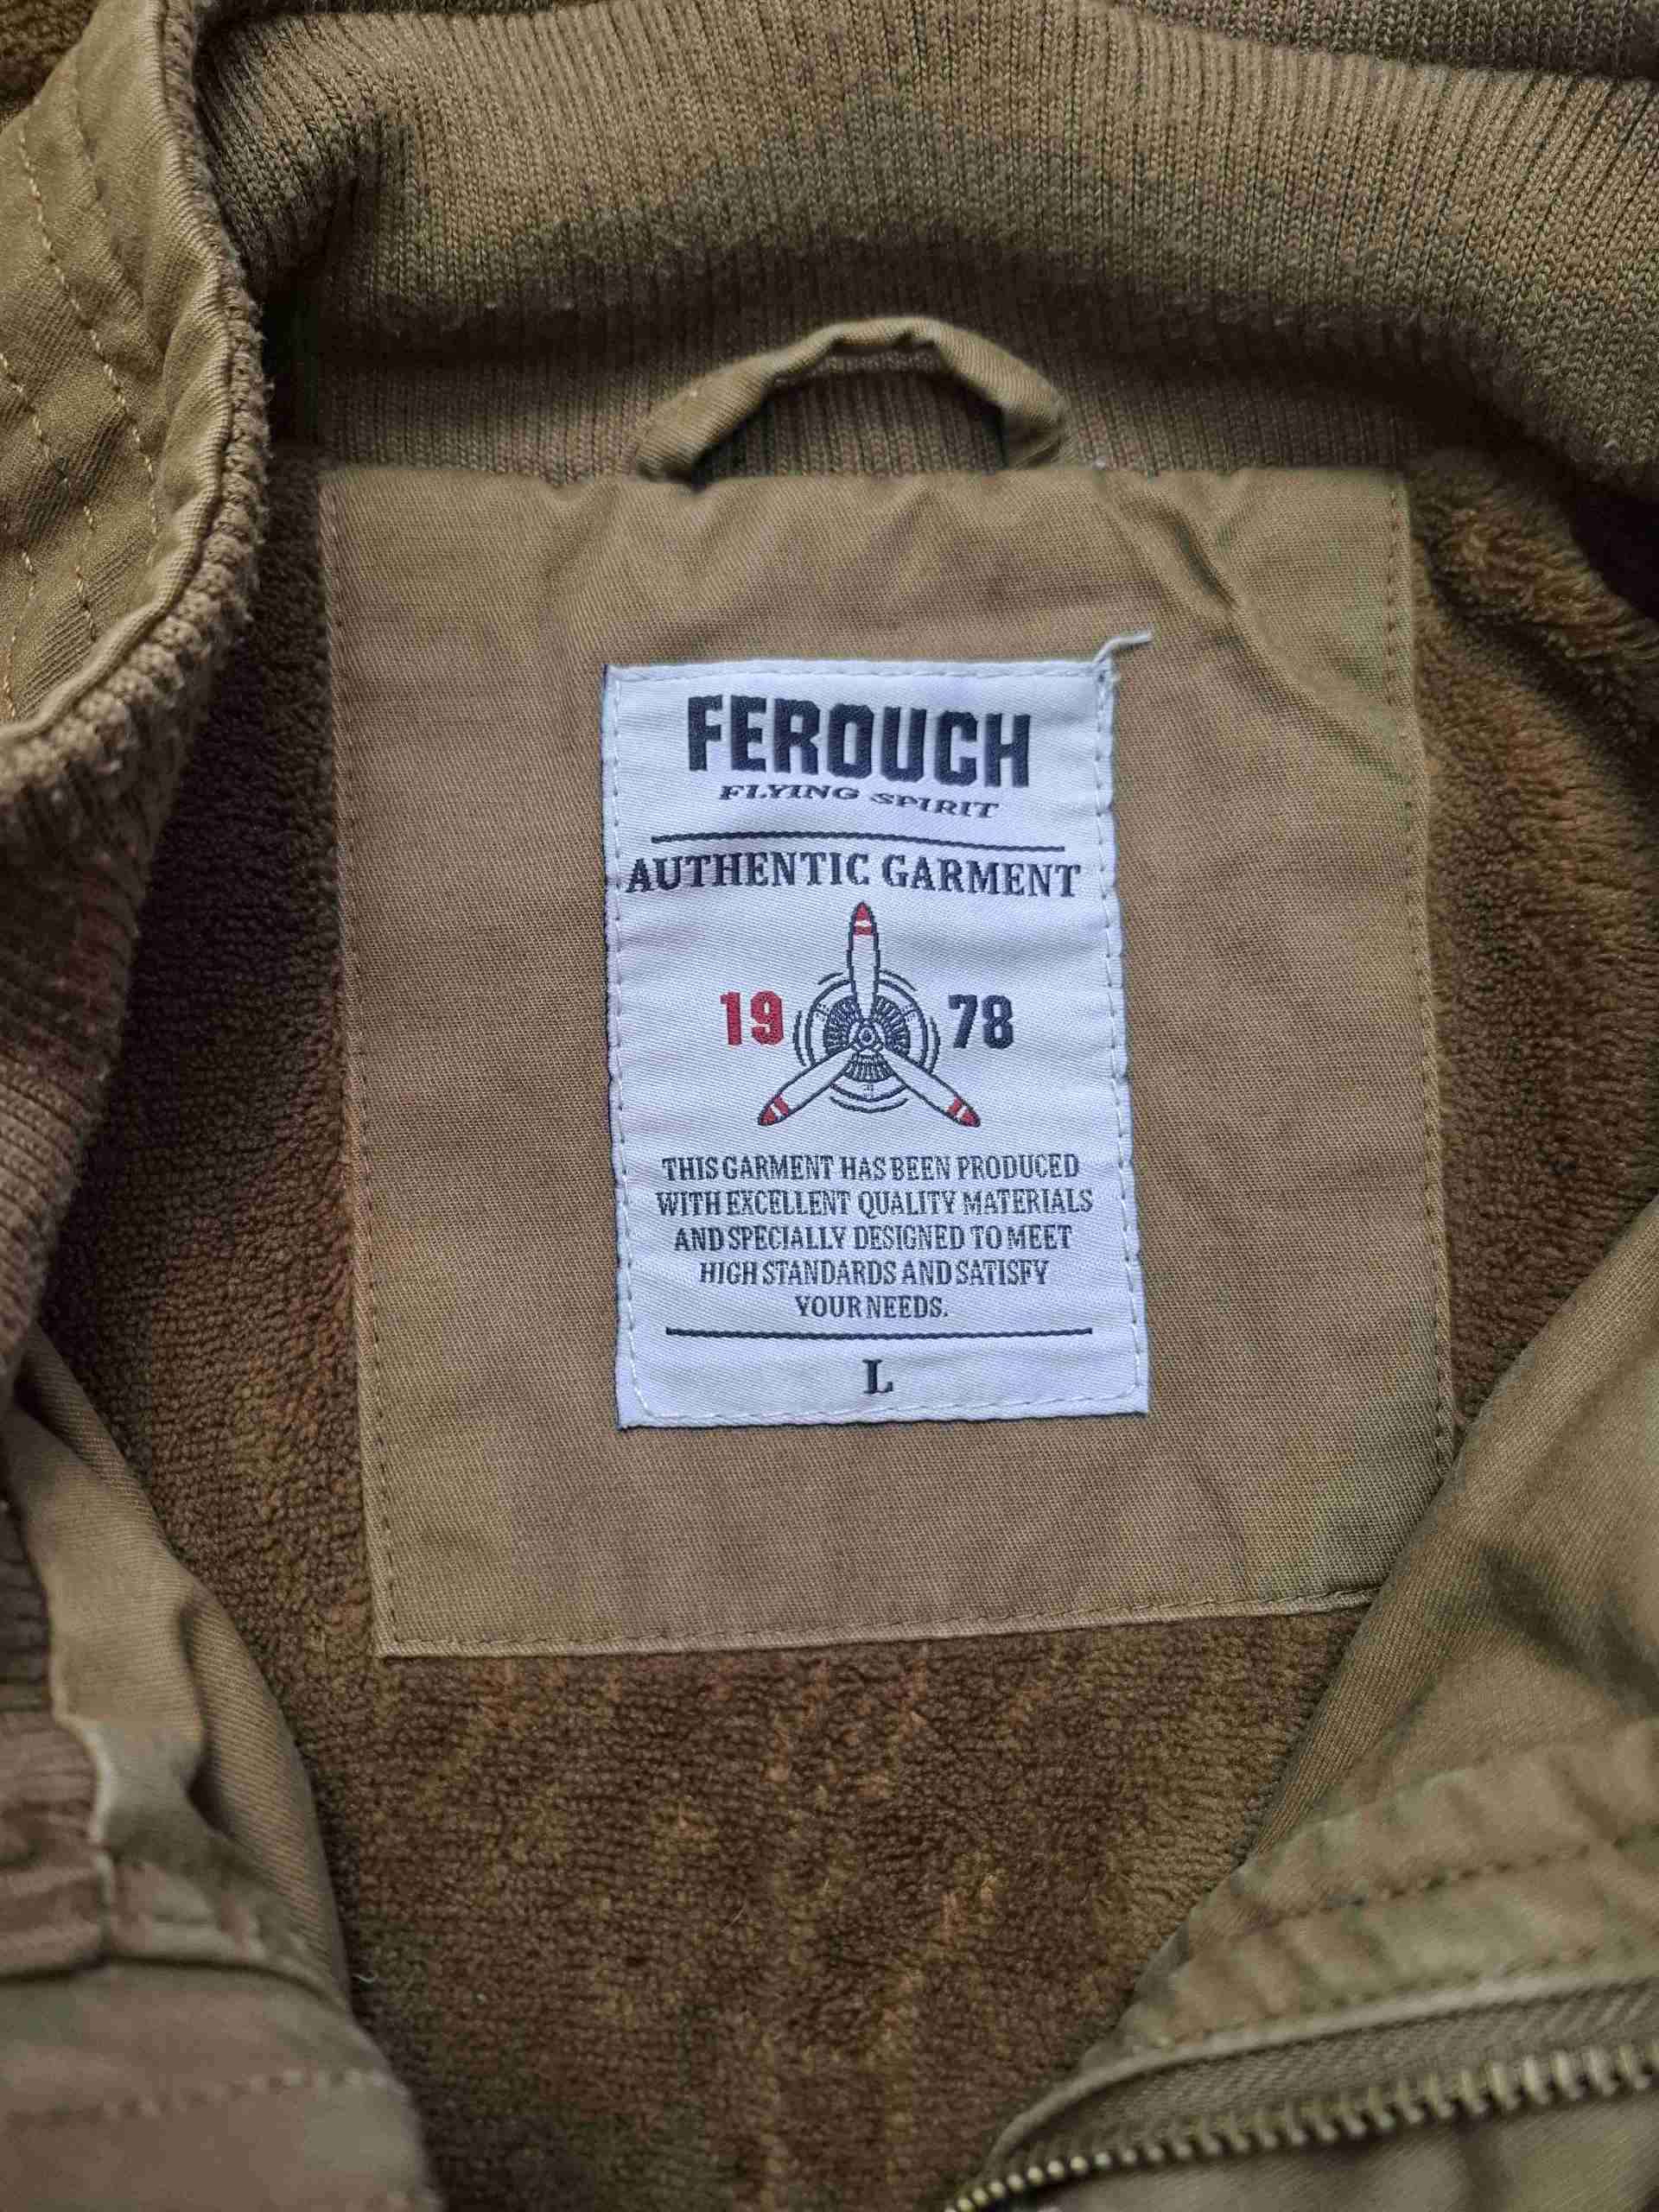 FEROUCH
FLYING SPIRIT
AUTHENTIC GARMENT
19 78
THIS GARMENT HAS BEEN PRODUCED
WITH EXCELLENT QUALITY MATERIALS
AND SPECIALLY DESIGNED TO MEET
HIGH STANDARDS AND SATISFY
YOUR NEEDS.
L